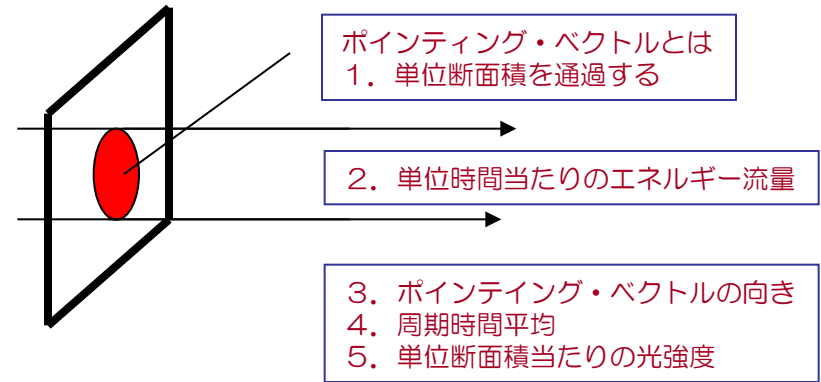 ポインティング・ベクトルとは
１．単位断面積を通過する
２．単位時間当たりのエネルギー流量
３．ポインテイング・ベクトルの向き
４．周期時間平均
５．単位断面積当たりの光強度